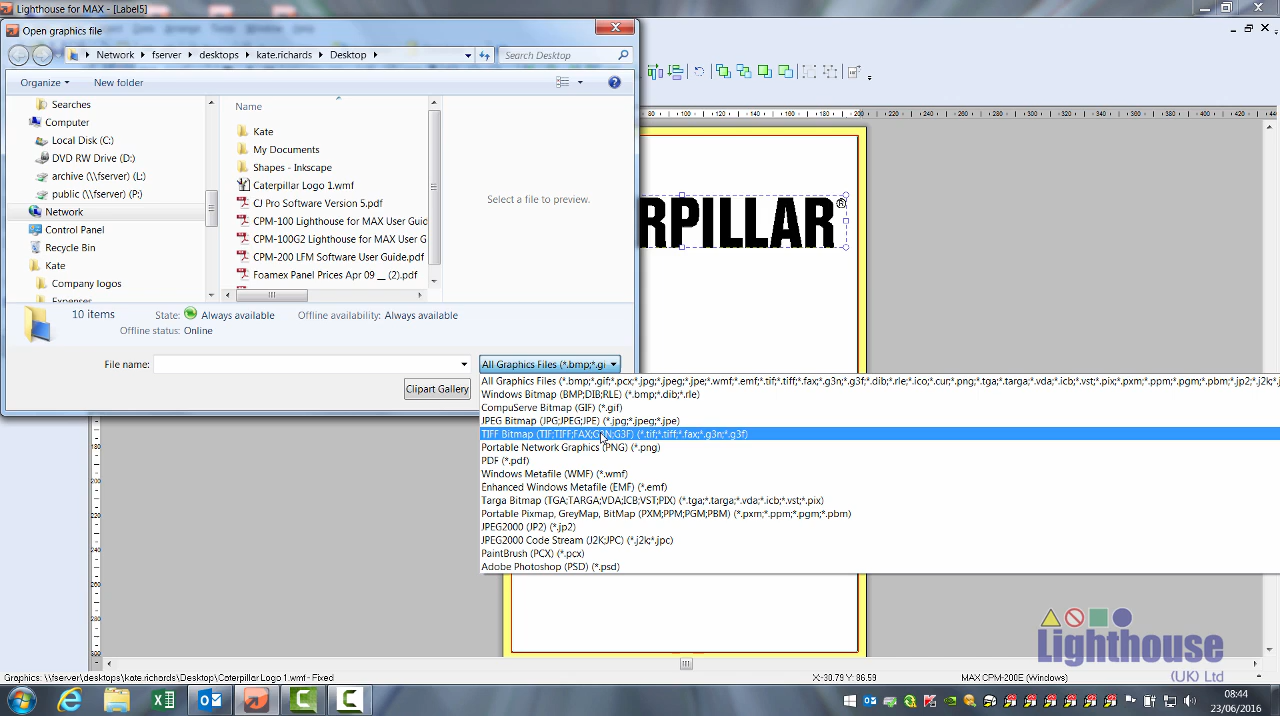 Lighthouse for MAX - [Label5]
Open graphics file
Network
fserver
desktops
kate.richards
Desktop
Search Desktop
Organize
New folder
Searches
Computer
Local Disk (C:)
DVD RW Drive (D:)
archive (\\fserver) (L:)
public (\\fserver) (P:)
Network
Control Panel
Recycle Bin
Kate
Company logos
Expenses
Name
Kate
My Documents
Shapes - Inkscape
Caterpillar Logo 1.wmf
CJ Pro Software Version 5.pdf
CPM-100 Lighthouse for MAX User Guide
CPM-100G2 Lighthouse for MAX User G
CPM-200 LFM Software User Guide.pdf
Foamex Panel Prices Apr 09 __ (2).pdf
Select a file to preview.
RPILLAR®
10 items
State: Always available
Offline availability: Always available
Offline status: Online
File name:
All Graphics Files (*.bmp;*.gi
Clipart Gallery
All Graphics Files (*.bmp;*.gif;*.pcx;*.jpg;*.jpeg;*.jpe;*.wmf;*.emf;*.tif;*.tiff;*.fax;*.g3n;*.g3f;*.dib;*.rle;*.ico;*.cur;*.png;*.tga;*.targa;*.vda;*.icb;*.vst;*.pix;*.pxm;*.ppm;*.pgm;*.pbm;*.jp2;*.j2k;*.j
Windows Bitmap (BMP;DIB;RLE) (*.bmp;*.dib;*.rle)
CompuServe Bitmap (GIF) (*.gif)
JPEG Bitmap (JPG;JPEG;JPE) (*.jpg;*.jpeg;*.jpe)
TIFF Bitmap (TIF;TIFF;FAX;G3N;G3F) (*.tif;*.tiff;*.fax;*.g3n;*.g3f)
Portable Network Graphics (PNG) (*.png)
PDF (*.pdf)
Windows Metafile (WMF) (*.wmf)
Enhanced Windows Metafile (EMF) (*.emf)
Targa Bitmap (TGA;TARGA;VDA;ICB;VST;PIX) (*.tga;*.targa;*.vda;*.icb;*.vst;*.pix)
Portable Pixmap, GreyMap, BitMap (PXM;PPM;PGM;PBM) (*.pxm;*.ppm;*.pgm;*.pbm)
JPEG2000 (JP2) (*.jp2)
JPEG2000 Code Stream (J2K;JPC) (*.j2k;*.jpc)
PaintBrush (PCX) (*.pcx)
Adobe Photoshop (PSD) (*.psd)
Lighthouse
(UK) Ltd
Graphics: \\fserver\desktops\kate.richards\Desktop\Caterpillar Logo 1.wmf - Fixed
X:-30.79 Y: 86.59
MAX CPM-200E (Windows)
08:44
23/06/2016